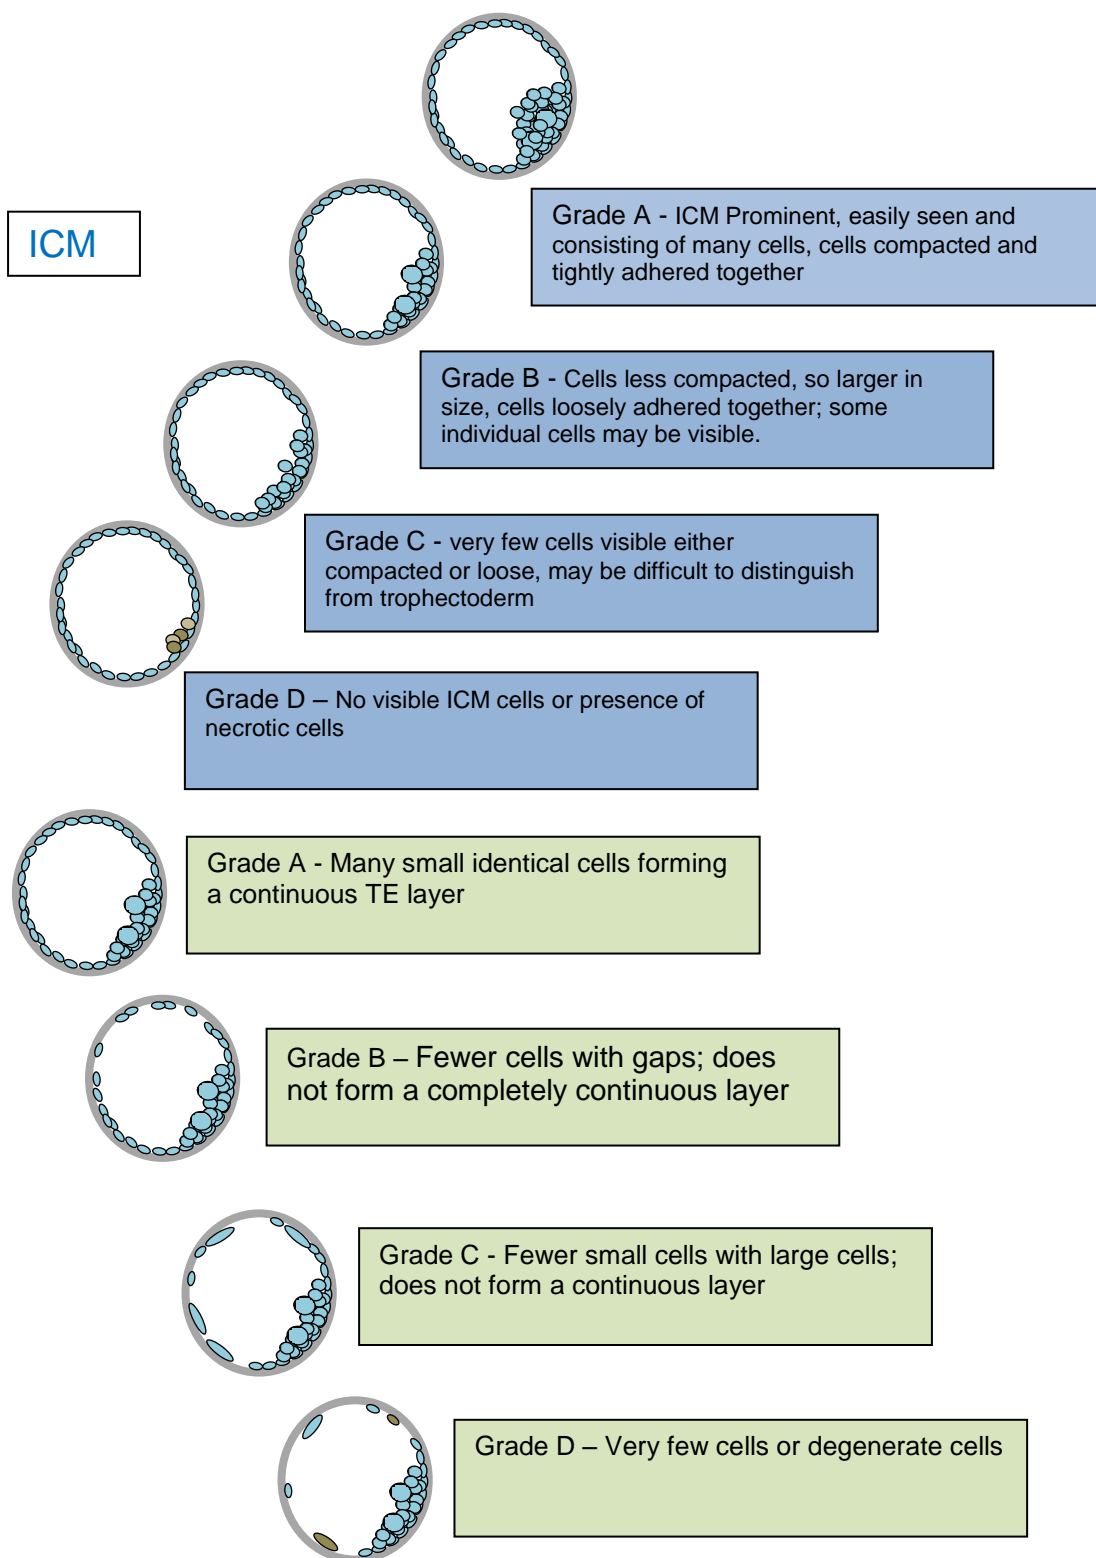 ICM
Grade A - ICM Prominent, easily seen and
consisting of many cells, cells compacted and
tightly adhered together
Grade B - Cells less compacted, so larger in
size, cells loosely adhered together; some
individual cells may be visible.
Grade C - very few cells visible either
compacted or loose, may be difficult to distinguish
from trophectoderm
Grade D – No visible ICM cells or presence of
necrotic cells
Grade A - Many small identical cells forming
a continuous TE layer
Grade B – Fewer cells with gaps; does
not form a completely continuous layer
Grade C - Fewer small cells with large cells;
does not form a continuous layer
Grade D – Very few cells or degenerate cells